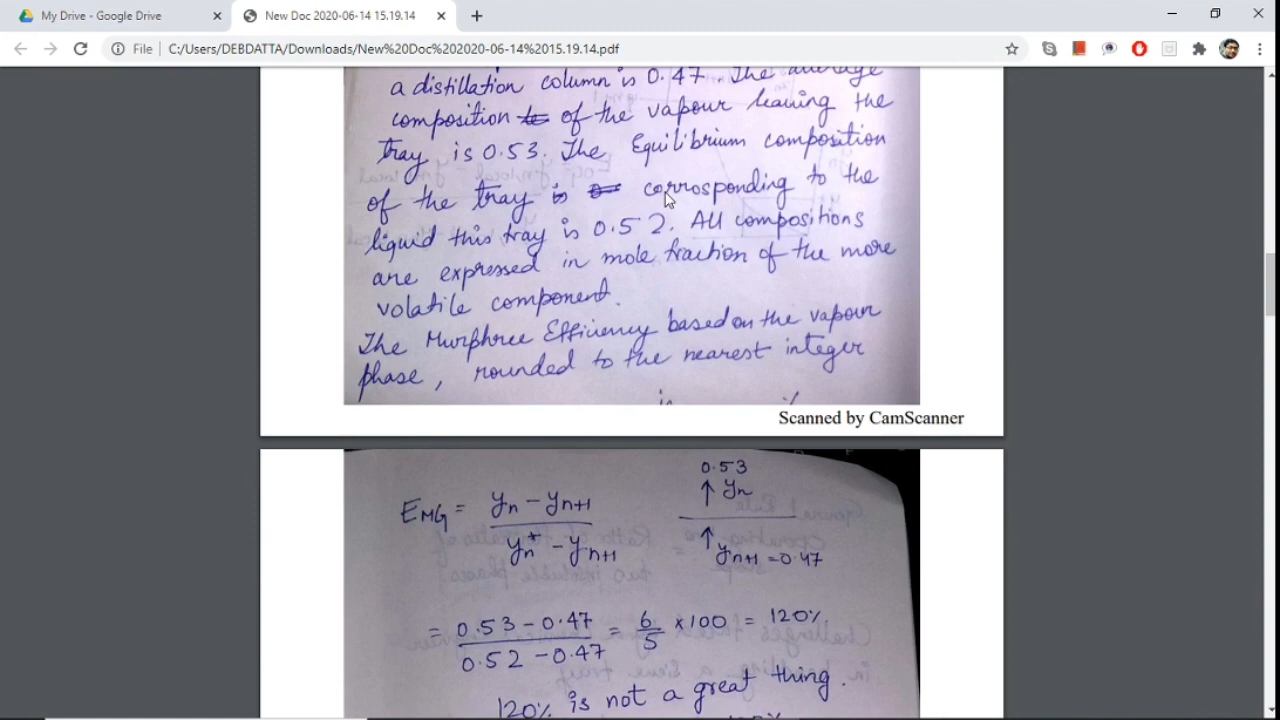 My Drive - Google Drive
New Doc 2020-06-14 15.19.14
File
C:/Users/DEBDATTA/Downloads/New%20Doc%202020-06-14%2015.19.14.pdf
a distillation column is 0.47 The average
composition of the vapour leaving the
tray is 0.53. The Equilibrium composition
of the tray corrosponding to the
liquid this tray is 0.52. All compositions
are expressed in mole fraction of the more
volatile component.
The Murphree Efficiency based on the vapour
phase, rounded to the nearest integer
is %
Scanned by CamScanner
0.53
↑ yn
EMG = yn - yn+1
yn* - yn+1
↑ yn+1 = 0.47
= 0.53 - 0.47 = 6 × 100 = 120%
0.52 - 0.47 5
120% is not a great thing.